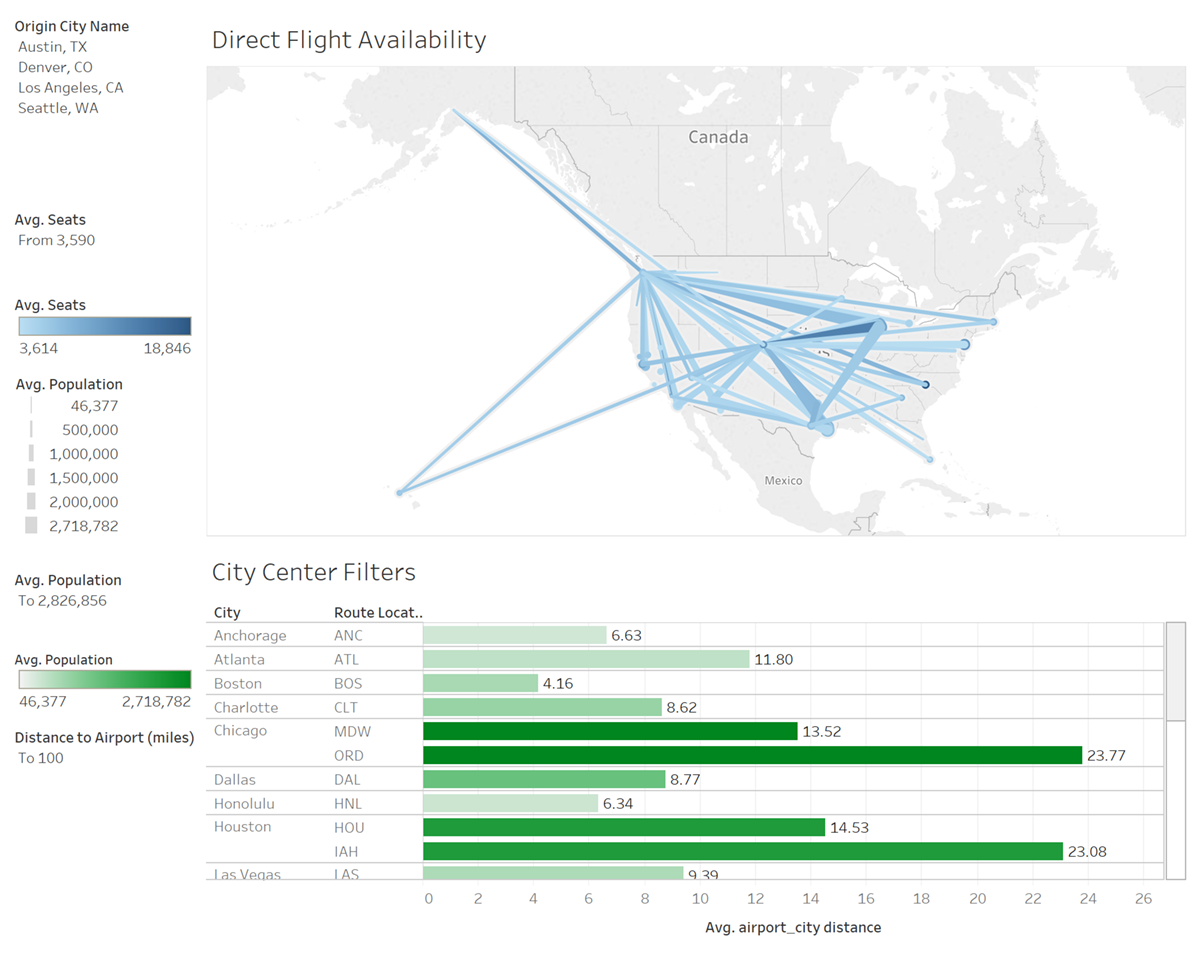 Origin City Name
Austin, TX
Denver, CO
Los Angeles, CA
Seattle, WA
Avg. Seats
From 3,590
Avg. Seats
3,614 18,846
Avg. Population
46,377
500,000
1,000,000
1,500,000
2,000,000
2,718,782
Avg. Population
To 2,826,856
Avg. Population
46,377 2,718,782
Distance to Airport (miles)
To 100
Direct Flight Availability
Canada
Mexico
City Center Filters
City Route Locat..
Anchorage ANC 6.63
Atlanta ATL 11.80
Boston BOS 4.16
Charlotte CLT 8.62
Chicago MDW 13.52
ORD 23.77
Dallas DAL 8.77
Honolulu HNL 6.34
Houston HOU 14.53
IAH 23.08
Las Vegas LAS 9.39
0 2 4 6 8 10 12 14 16 18 20 22 24 26
Avg. airport_city distance